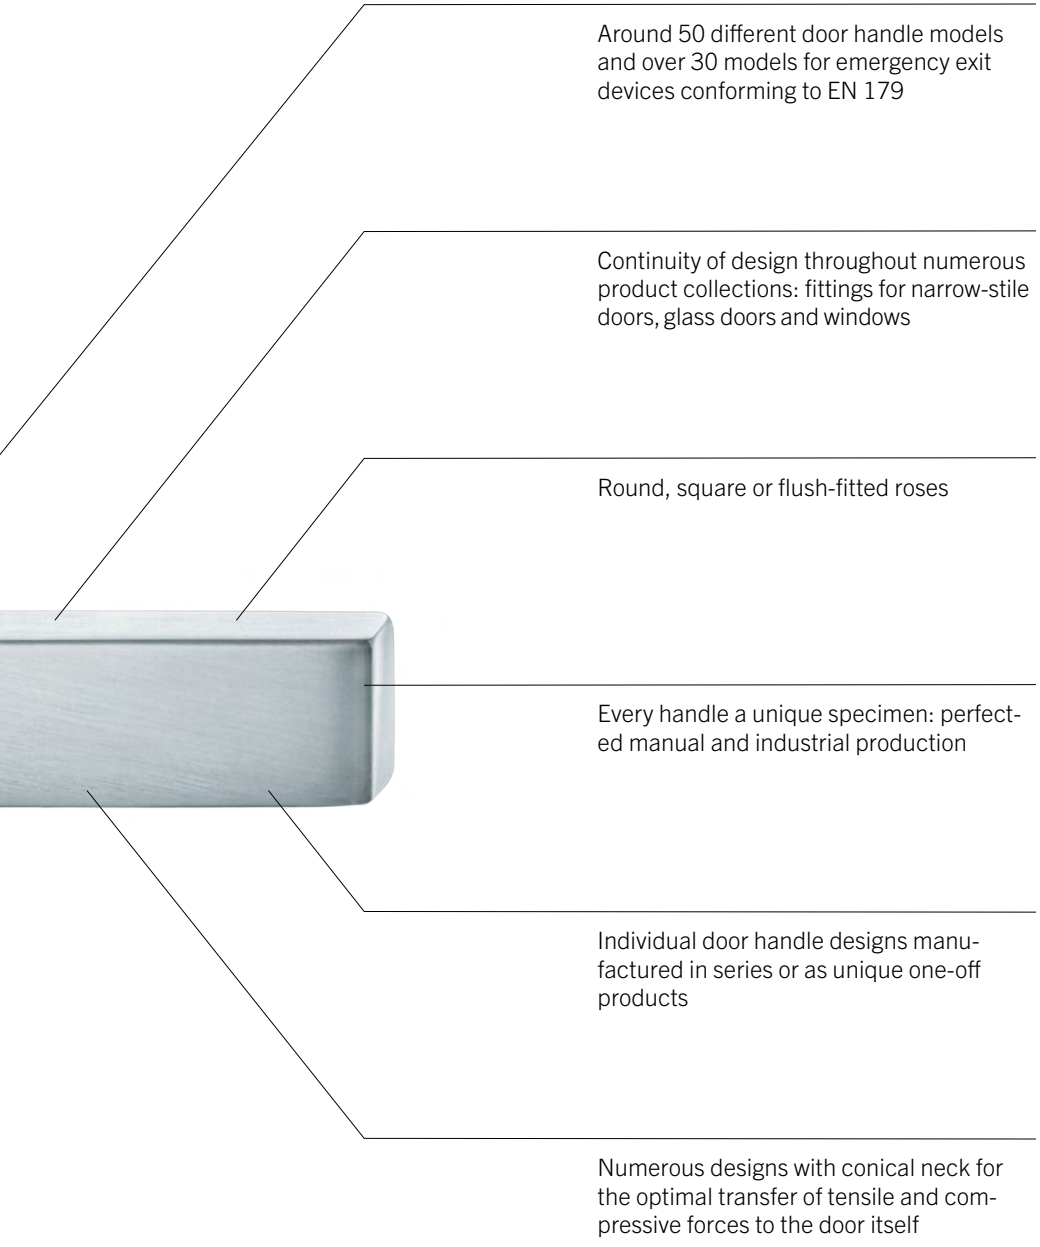 Around 50 different door handle models
and over 30 models for emergency exit
devices conforming to EN 179
Continuity of design throughout numerous
product collections: fittings for narrow-stile
doors, glass doors and windows
Round, square or flush-fitted roses
Every handle a unique specimen: perfect-
ed manual and industrial production
Individual door handle designs manu-
factured in series or as unique one-off
products
Numerous designs with conical neck for
the optimal transfer of tensile and com-
pressive forces to the door itself